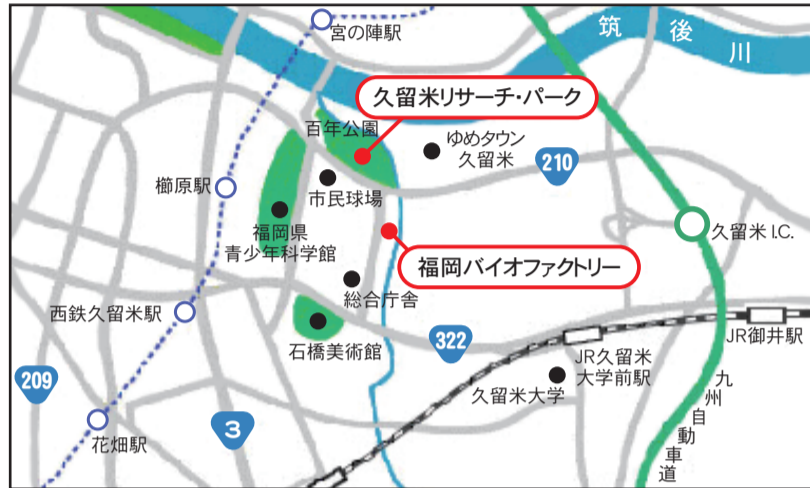 宮の陣駅
筑後川
久留米リサーチ・パーク
百年公園
ゆめタウン
久留米
210
櫛原駅
市民球場
福岡県
青少年科学館
久留米I.C.
福岡バイオファクトリー
総合庁舎
西鉄久留米駅
石橋美術館
322
JR御井駅
JR久留米
大学前駅
久留米大学
209
3
花畑駅
九州自動車道